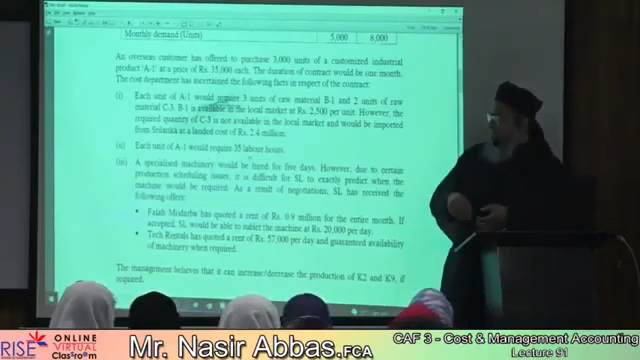 Monthly demand (Units) 5,000 8,000
An overseas customer has offered to purchase 3,000 units of a customized industrial
product 'A-1' at a price of Rs. 35,000 each. The duration of contract would be one month.
The cost department has ascertained the following facts in respect of the contract:
(i) Each unit of A-1 would require 3 units of raw material B-1 and 2 units of raw
material C-3. B-1 is available in the local market at Rs. 2,500 per unit. However, the
required quantity of C-3 is not available in the local market and would be imported
from Srilanka at a landed cost of Rs. 2.4 million.
(ii) Each unit of A-1 would require 35 labour hours.
(iii) A specialised machinery would be hired for five days. However, due to certain
production scheduling issues, it is difficult for SL to exactly predict when the
machine would be required. As a result of negotiations, SL has received the
following offers:
• Falah Modarba has quoted a rent of Rs. 0.9 million for the entire month. If
accepted, SL would be able to sublet the machine at Rs. 20,000 per day.
• Tech Rentals has quoted a rent of Rs. 57,000 per day and guaranteed availability
of machinery when required.
The management believes that it can increase/decrease the production of K2 and K9, if
required.
RISE ONLINE VIRTUAL Classroom
Mr. Nasir Abbas.FCA
CAF 3 - Cost & Management Accounting
Lecture 91